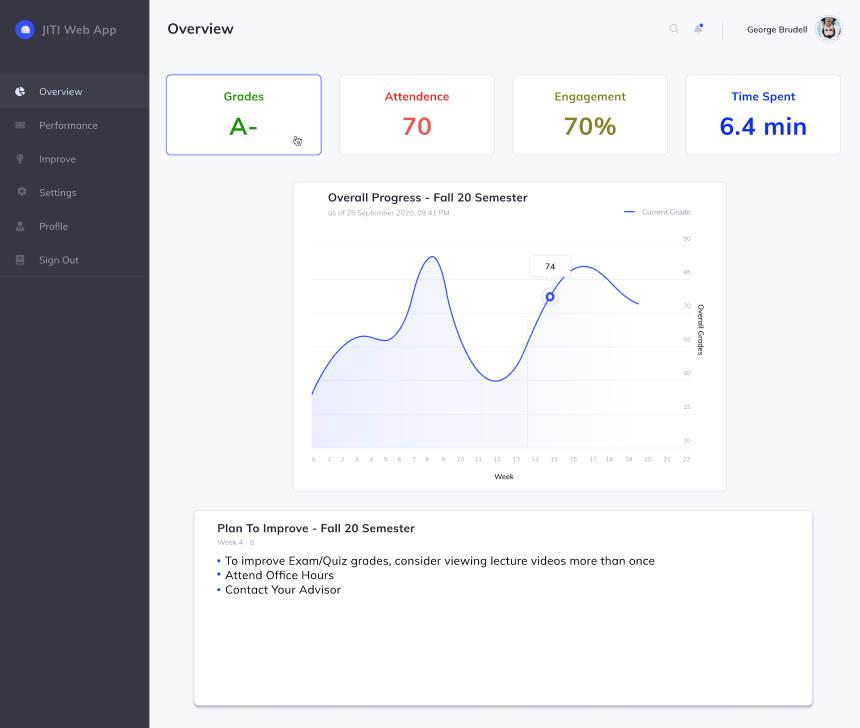 JITI Web App
Overview
George Brudell
Overview
Performance
Improve
Settings
Profile
Sign Out
Grades
A-
Attendence
70
Engagement
70%
Time Spent
6.4 min
Overall Progress - Fall 20 Semester
as of 25 September 2020, 09:41 PM
Current Grade
90
85
74
70
55
40
25
10
Overall Grades
0 1 2 3 4 5 6 7 8 9 10 11 12 13 14 15 16 17 18 19 20 21 22
Week
Plan To Improve - Fall 20 Semester
Week 4 - 6
• To improve Exam/Quiz grades, consider viewing lecture videos more than once
• Attend Office Hours
• Contact Your Advisor